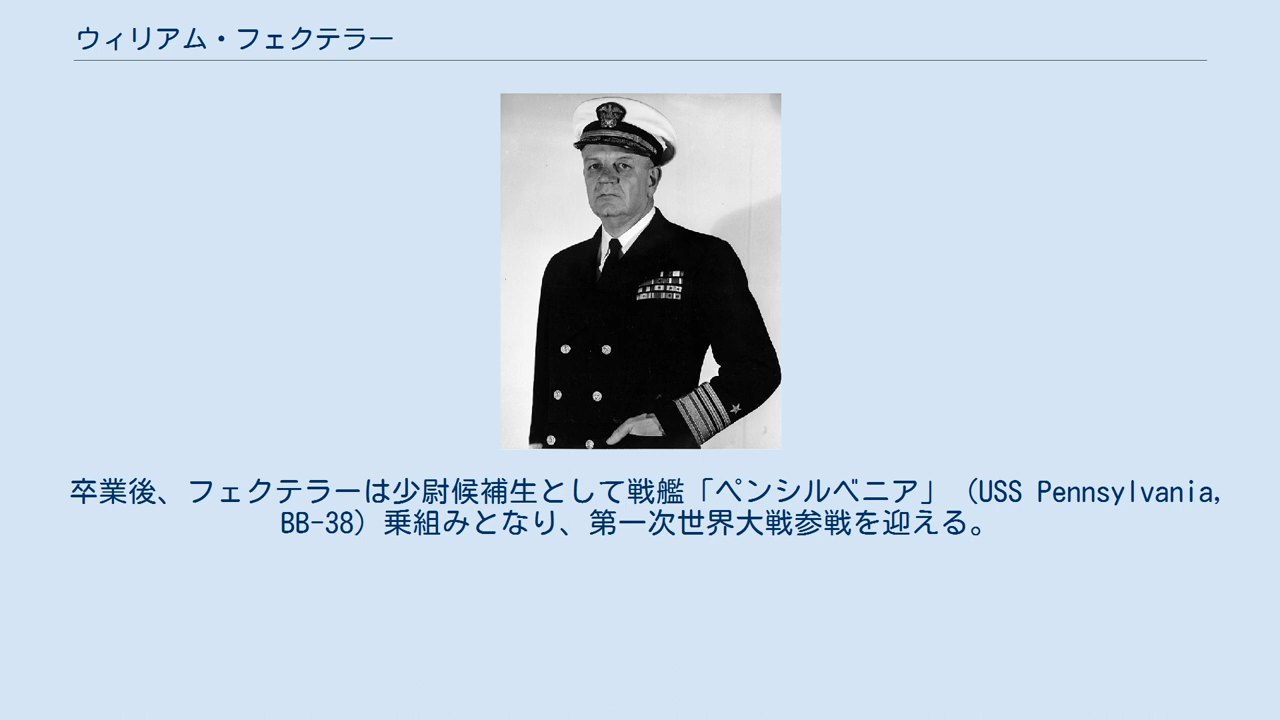 ウィリアム・フェクテラー
卒業後、フェクテラーは少尉候補生として戦艦「ペンシルベニア」（USS Pennsylvania,
BB-38）乗組みとなり、第一次世界大戦参戦を迎える。